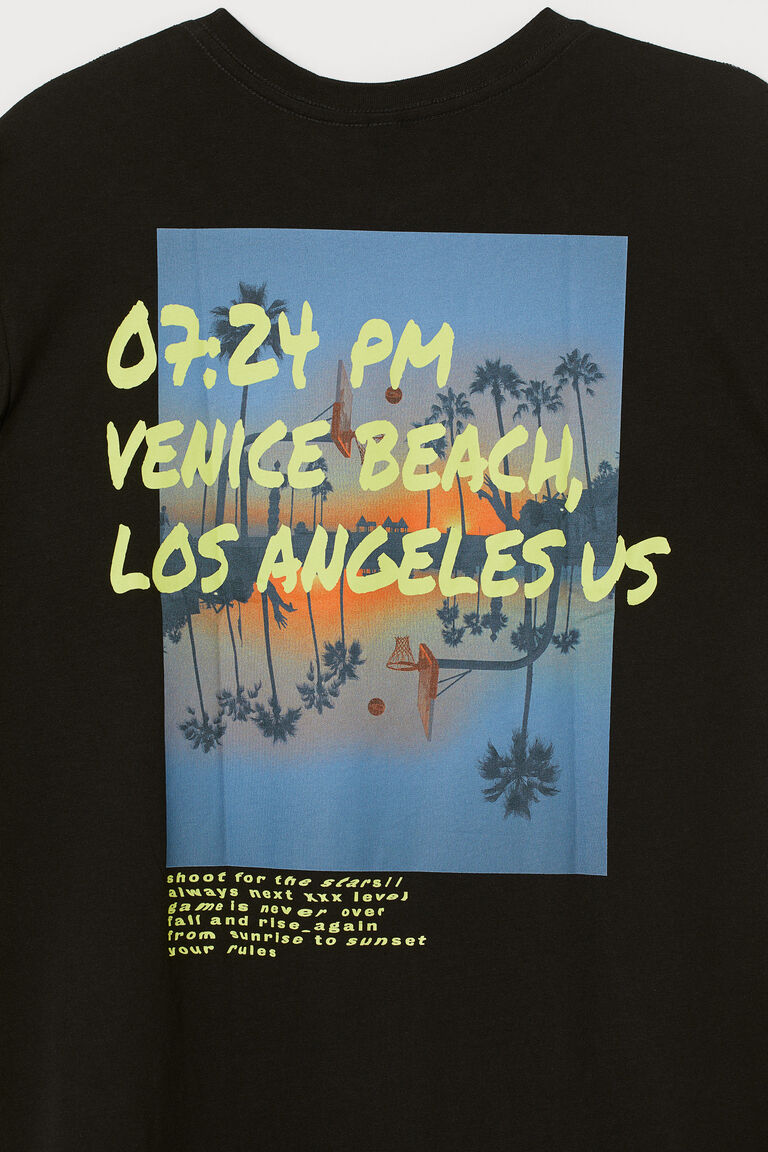 07:24 PM
VENICE BEACH,
LOS ANGELES US
shoot for the stars//
always next xxx level
game is never over
fall and rise_again
from sunrise to sunset
your rules